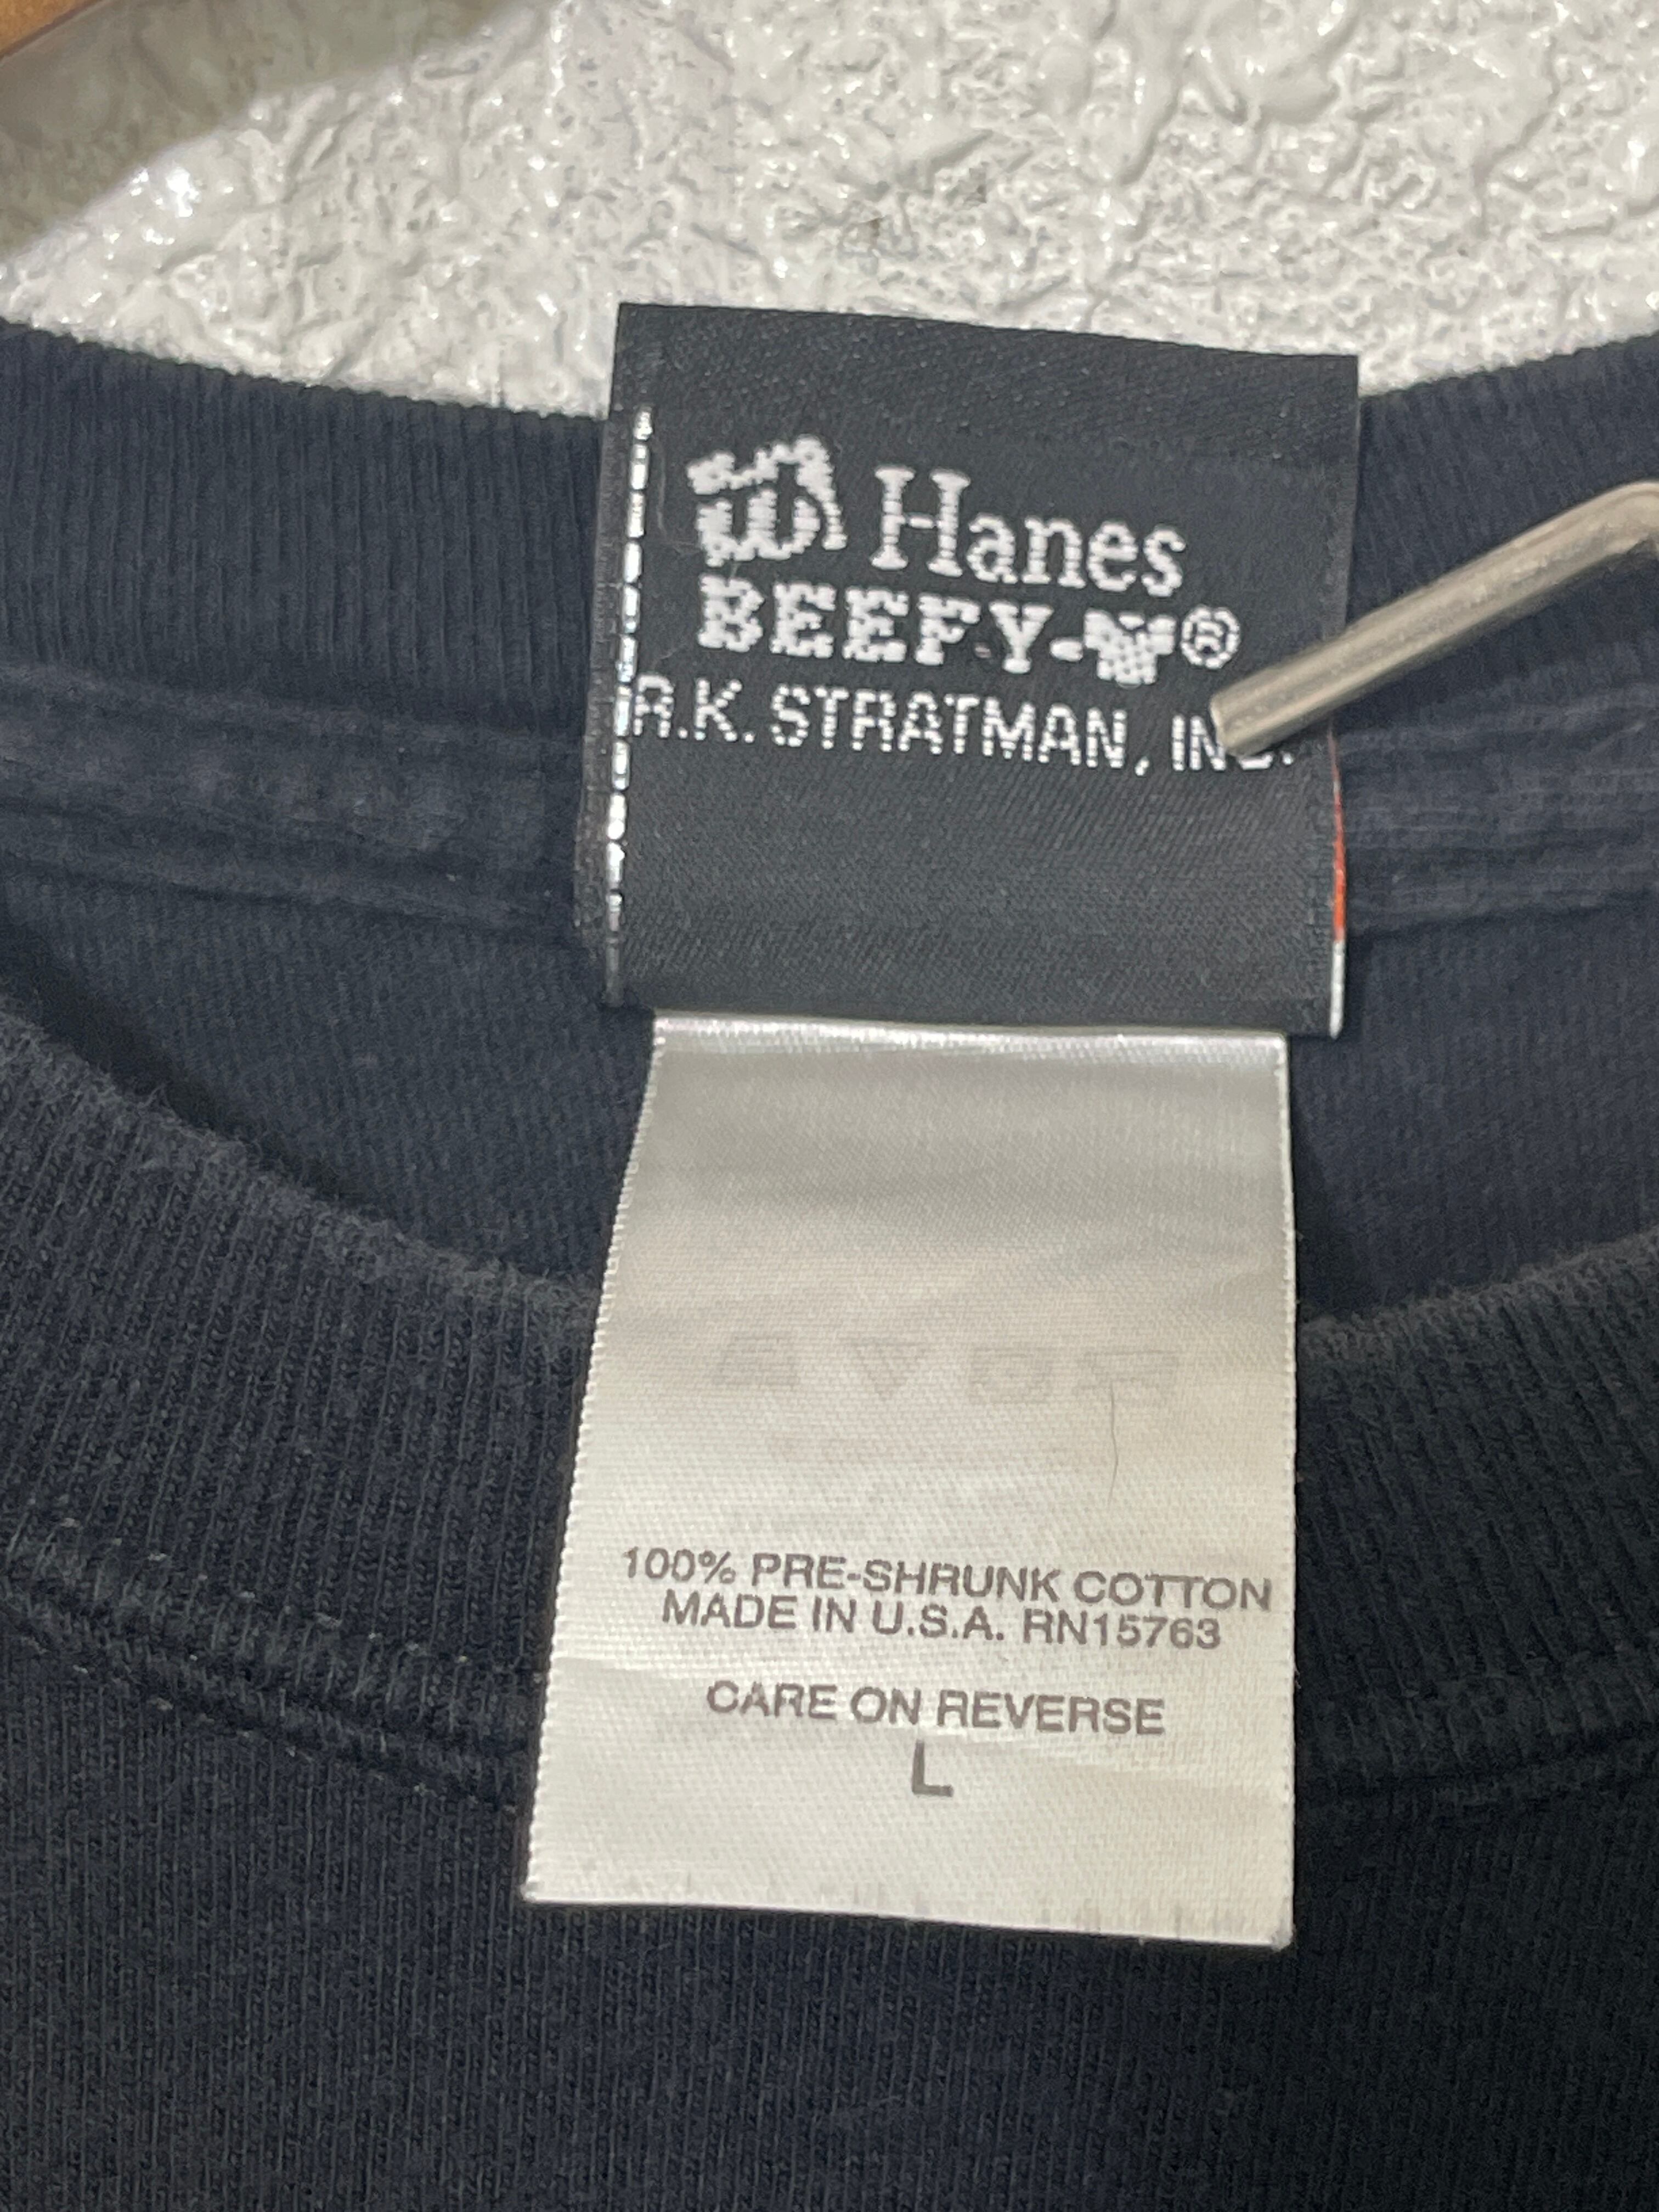 Hanes
BEEFY-T®
R.K. STRATMAN, INC.
100% PRE-SHRUNK COTTON
MADE IN U.S.A. RN15763
CARE ON REVERSE
L